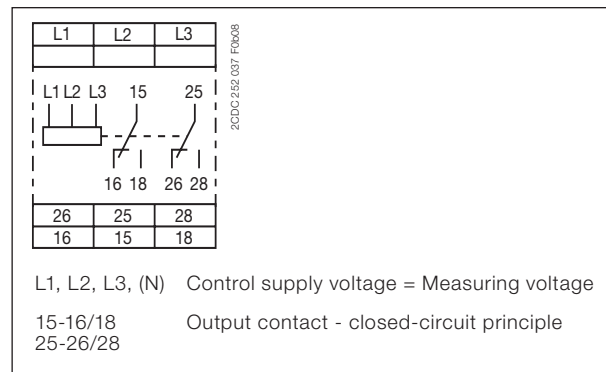 L1 L2 L3
2CDC 252 037 F0b08
L1 L2 L3 15 25
16 18 26 28
26 25 28
16 15 18
L1, L2, L3, (N) Control supply voltage = Measuring voltage
15-16/18 Output contact - closed-circuit principle
25-26/28